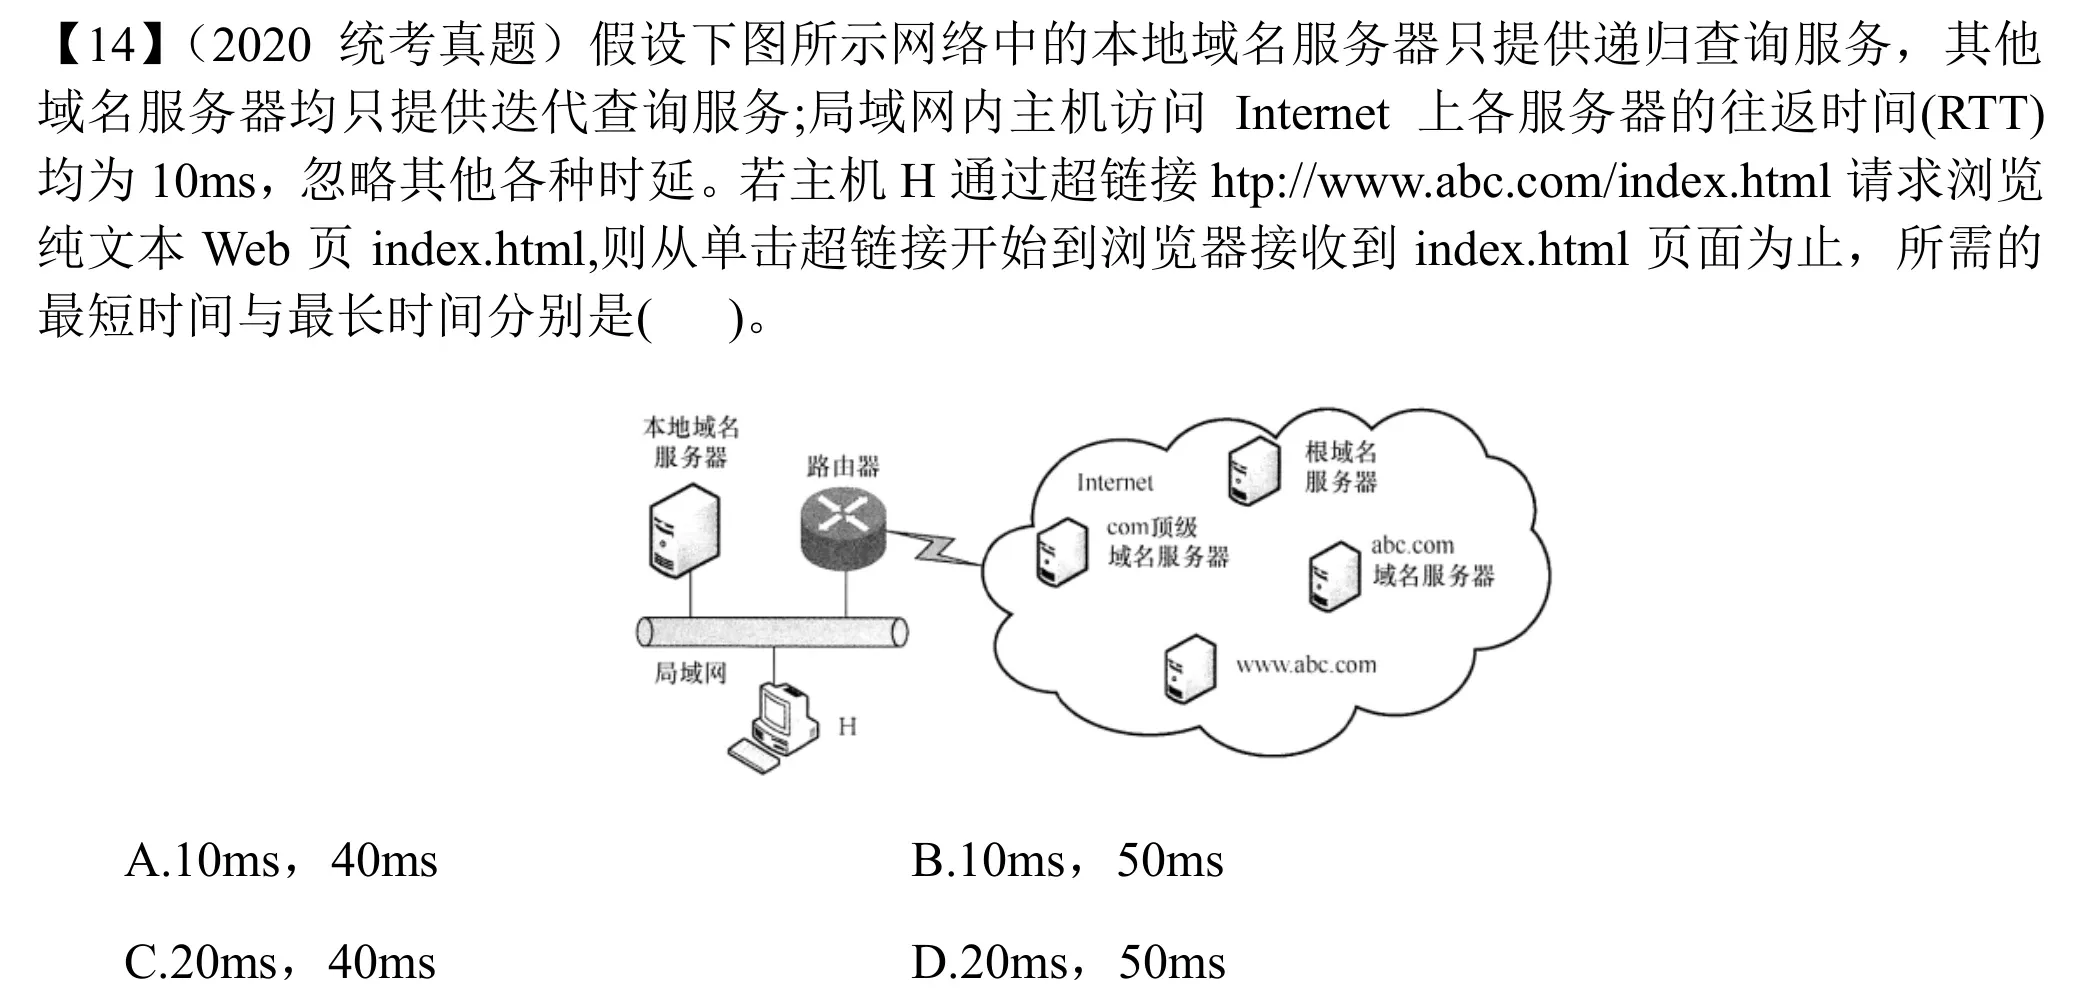 【14】（2020 统考真题）假设下图所示网络中的本地域名服务器只提供递归查询服务，其他
域名服务器均只提供迭代查询服务;局域网内主机访问 Internet 上各服务器的往返时间(RTT)
均为 10ms，忽略其他各种时延。若主机 H 通过超链接 htp://www.abc.com/index.html 请求浏览
纯文本 Web 页 index.html,则从单击超链接开始到浏览器接收到 index.html 页面为止，所需的
最短时间与最长时间分别是( )。
本地域名
服务器
路由器
Internet
根域名
服务器
com顶级
域名服务器
abc.com
域名服务器
www.abc.com
局域网
H
A.10ms，40ms
B.10ms，50ms
C.20ms，40ms
D.20ms，50ms